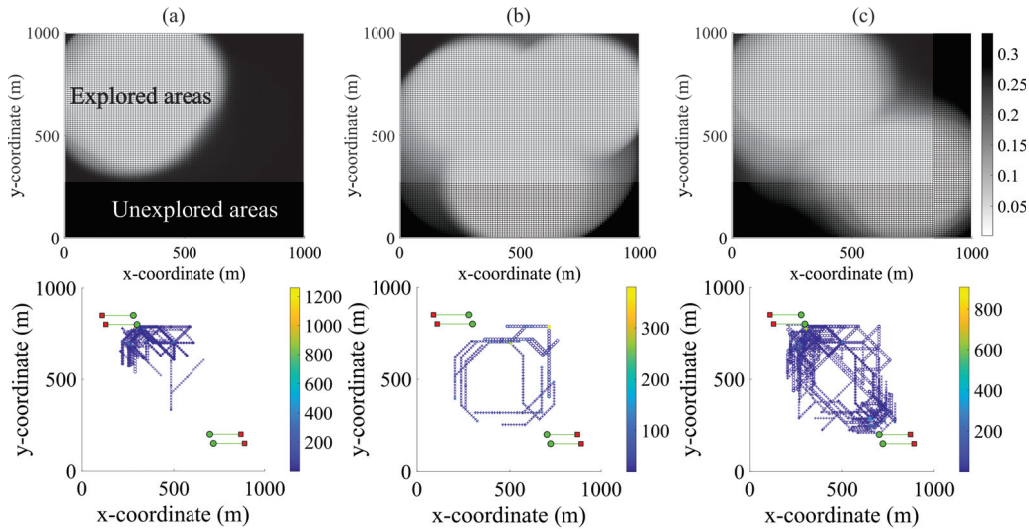 (a) (b) (c)
1000 1000 1000
y-coordinate (m) y-coordinate (m) y-coordinate (m)
Explored areas
500 500 500
Unexplored areas
0 0 0
0.3
0.25
0.2
0.15
0.1
0.05
0 500 1000 0 500 1000 0 500 1000
x-coordinate (m) x-coordinate (m) x-coordinate (m)
1000 1000 1000
y-coordinate (m) y-coordinate (m) y-coordinate (m)
500 500 500
0 0 0
1200
1000
800
600
400
200
300
200
100
800
600
400
200
0
0 500 1000 0 500 1000 0 500 1000
x-coordinate (m) x-coordinate (m) x-coordinate (m)